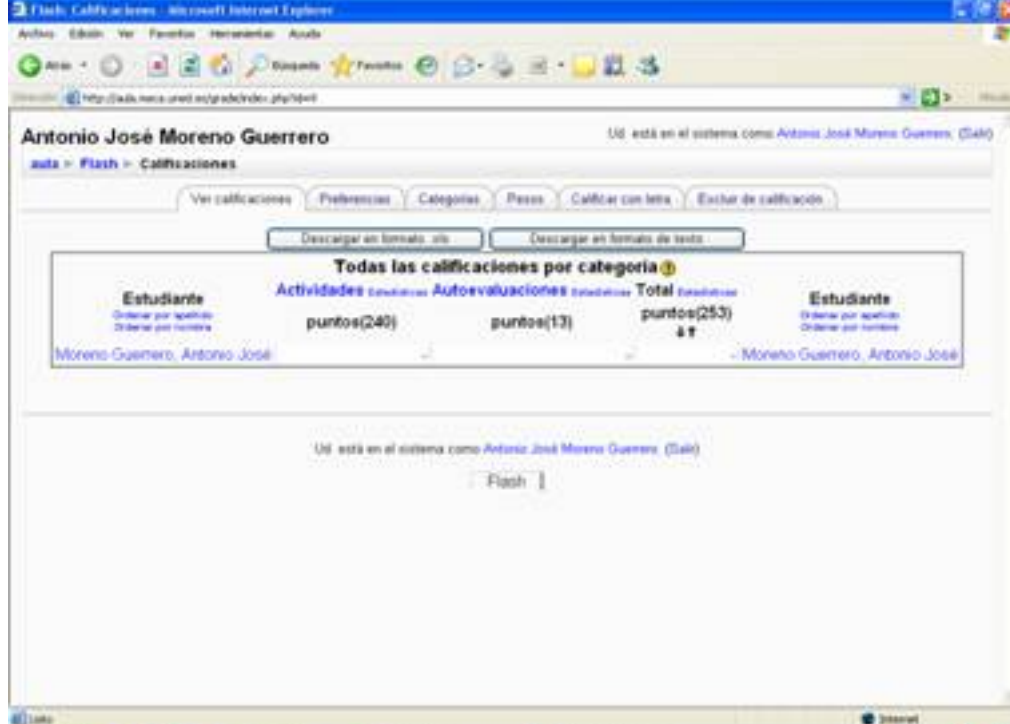 Flash: Calificaciones - Microsoft Internet Explorer
Archivo Edición Ver Favoritos Herramientas Ayuda
Atrás Búsqueda Favoritos
Antonio José Moreno Guerrero
Ud. está en el sistema como Antonio José Moreno Guerrero. (Salir)
aula ► Flash ► Calificaciones
Ver calificaciones Preferencias Categorías Pesos Calificar con letra Excluir de calificación
Descargar en formato .xls Descargar en formato de texto
Todas las calificaciones por categoria
Estudiante Actividades Estadísticas Autoevaluaciones Estadísticas Total Estadísticas Estudiante
Ordenar por apellido puntos(240) puntos(13) puntos(253) Ordenar por apellido
Ordenar por nombre Ordenar por nombre
Moreno Guerrero, Antonio José Moreno Guerrero, Antonio José
Ud. está en el sistema como Antonio José Moreno Guerrero. (Salir)
Flash
Listo Internet